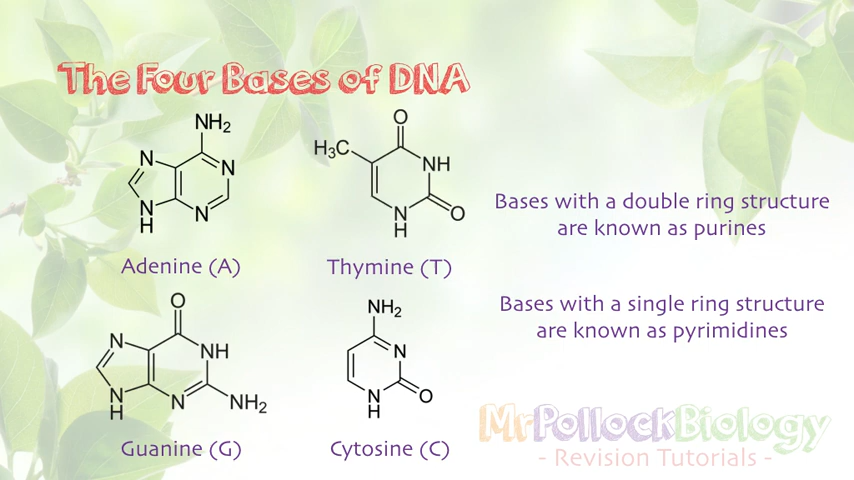 The Four Bases of DNA
NH2
N
N
N
H
N
Adenine (A)
O
H3C
NH
N
H
O
Thymine (T)
Bases with a double ring structure
are known as purines
O
N
NH
N
H
N
NH2
Guanine (G)
NH2
N
N
H
O
Cytosine (C)
Bases with a single ring structure
are known as pyrimidines
MrPollockBiology
- Revision Tutorials -